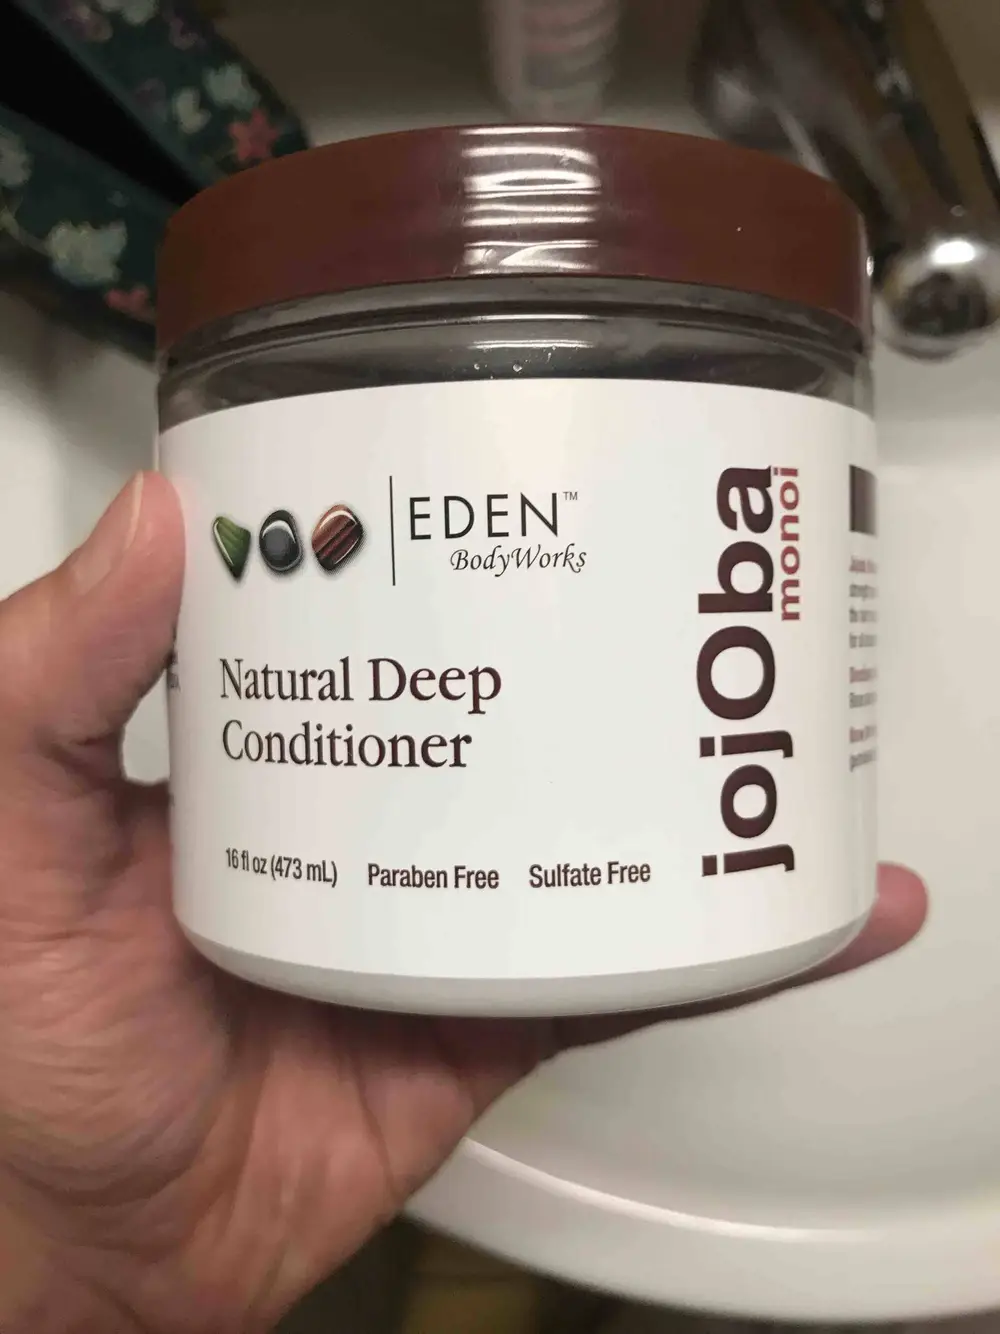 EDEN™
BodyWorks
Natural Deep
Conditioner
16 fl oz (473 mL) Paraben Free Sulfate Free
jojOba
monoi